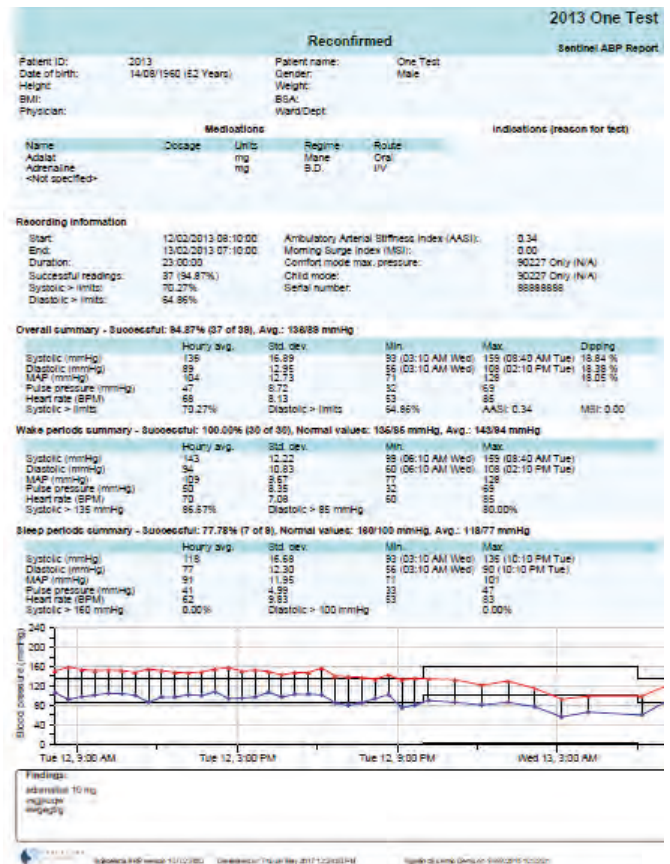 2013 One Test
Reconfirmed
Sentinel ABP Report
Patient ID: 2013 Patient name: One Test
Date of birth: 14/08/1960 (52 Years) Gender: Male
Height: Weight:
BMI: BSA:
Physician: Ward/Dept:
Medications Indications (reason for test)
Name Dosage Units Regime Route
Adalat mg Mane Oral
Adrenaline mg B.D. I/V
<Not specified>
Recording information
Start: 12/02/2013 08:10:00 Ambulatory Arterial Stiffness Index (AASI): 0.34
End: 13/02/2013 07:10:00 Morning Surge Index (MSI): 0.00
Duration: 23:00:00 Comfort mode max. pressure: 90227 Only (N/A)
Successful readings: 37 (94.87%) Child mode: 90227 Only (N/A)
Systolic > limits: 70.27% Serial number: 88888888
Diastolic > limits: 64.86%
Overall summary - Successful: 94.87% (37 of 39), Avg.: 138/89 mmHg
Hourly avg. Std. dev. Min. Max. Dipping
Systolic (mmHg) 16.89 93 (03:10 AM Wed) 159 (08:40 AM Tue) 18.84 %
Diastolic (mmHg) 89 12.95 56 (03:10 AM Wed) 108 (02:10 PM Tue) 18.38 %
MAP (mmHg) 104 12.73 71 128 18.05 %
Pulse pressure (mmHg) 47 8.72 32 69
Heart rate (BPM) 68 8.13 53 85
Systolic > limits 70.27% Diastolic > limits 64.86% AASI: 0.34 MSI: 0.00
Wake periods summary - Successful: 100.00% (30 of 30), Normal values: 135/85 mmHg, Avg.: 143/94 mmHg
Hourly avg. Std. dev. Min. Max.
Systolic (mmHg) 143 12.22 98 (06:10 AM Wed) 159 (08:40 AM Tue)
Diastolic (mmHg) 94 10.83 60 (06:10 AM Wed) 108 (02:10 PM Tue)
MAP (mmHg) 109 9.67 77 128
Pulse pressure (mmHg) 50 8.35 32 69
Heart rate (BPM) 70 7.08 60 85
Systolic > 135 mmHg 86.67% Diastolic > 85 mmHg 80.00%
Sleep periods summary - Successful: 77.78% (7 of 9), Normal values: 160/100 mmHg, Avg.: 118/77 mmHg
Hourly avg. Std. dev. Min. Max.
Systolic (mmHg) 118 16.68 93 (03:10 AM Wed) 136 (10:10 PM Tue)
Diastolic (mmHg) 77 12.30 56 (03:10 AM Wed) 90 (10:10 PM Tue)
MAP (mmHg) 91 11.95 71 101
Pulse pressure (mmHg) 41 4.99 33 47
Heart rate (BPM) 62 9.83 53 83
Systolic > 160 mmHg 0.00% Diastolic > 100 mmHg 0.00%
Blood pressure (mmHg)
240
200
160
120
80
40
0
Tue 12, 9:00 AM Tue 12, 3:00 PM Tue 12, 9:00 PM Wed 13, 3:00 AM
Findings:
adrenaline 10 mg